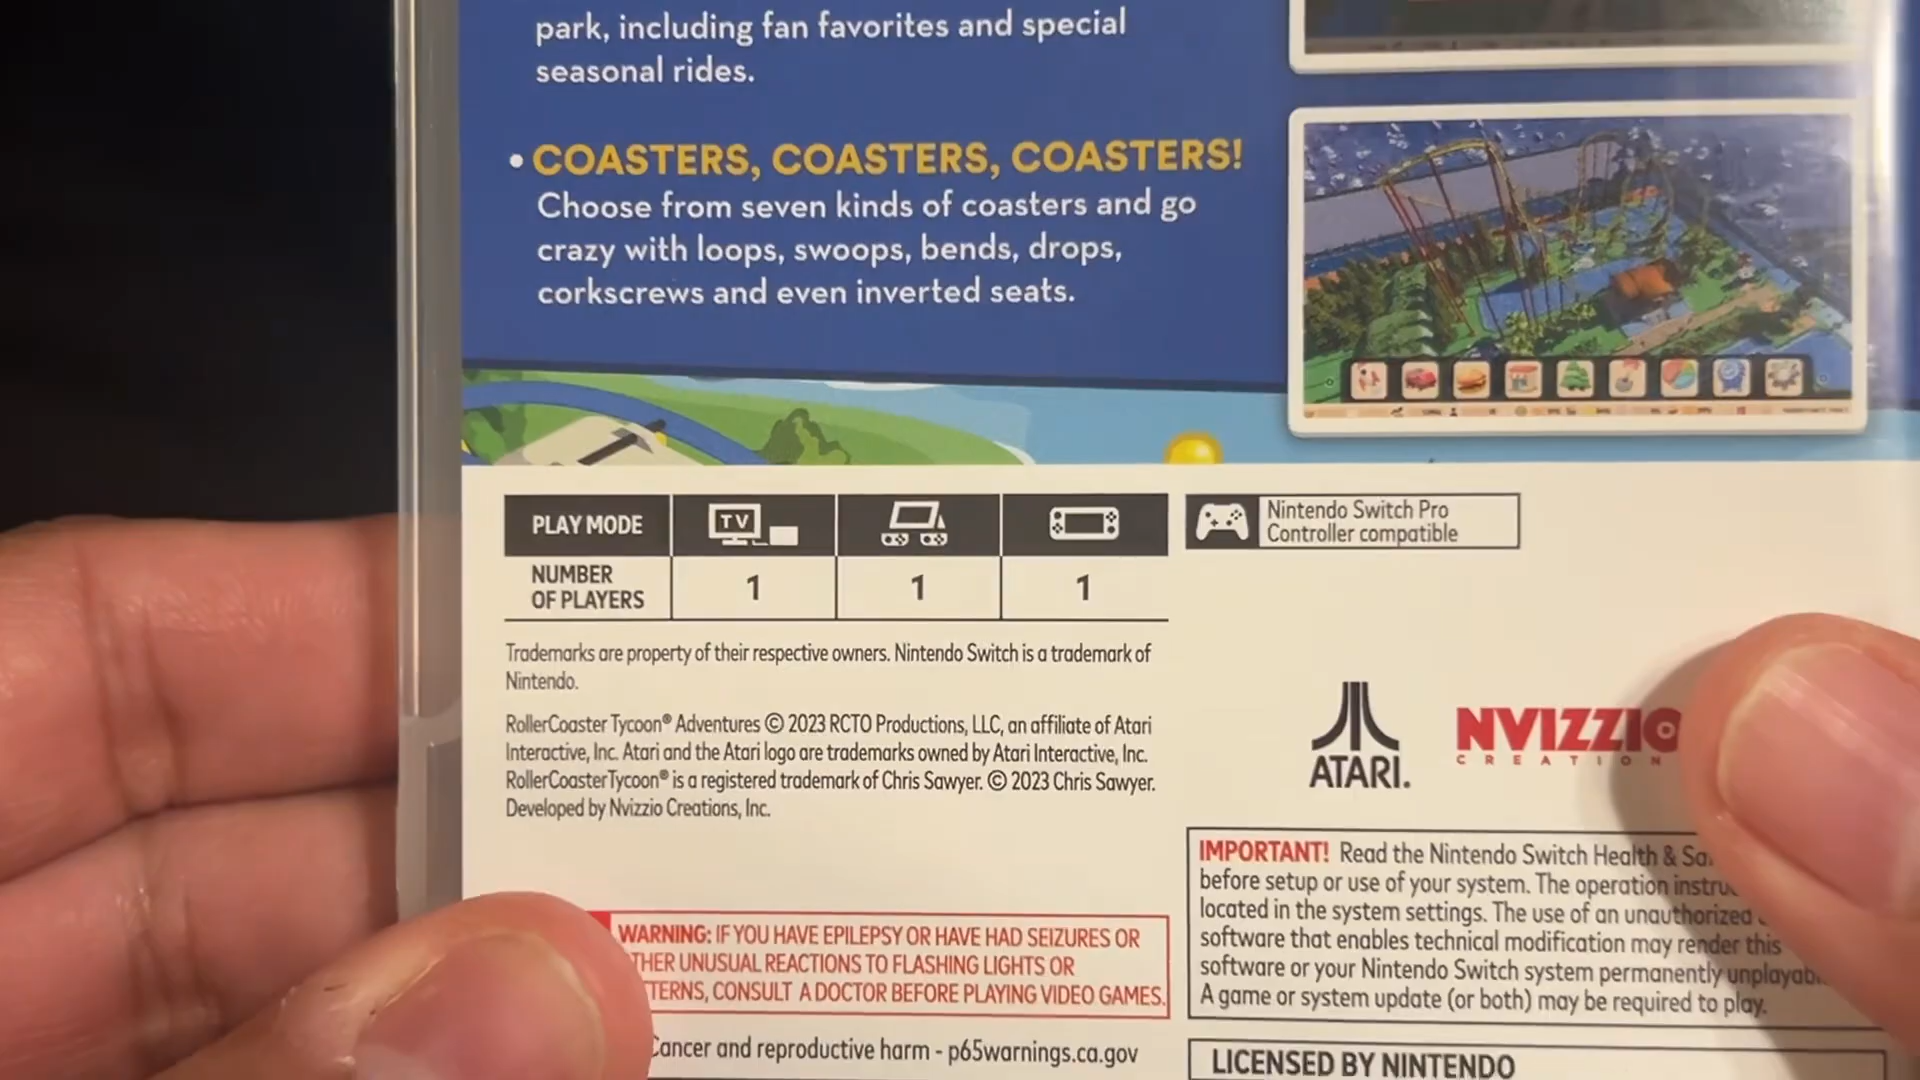 park, including fan favorites and special
seasonal rides.
• COASTERS, COASTERS, COASTERS!
Choose from seven kinds of coasters and go
crazy with loops, swoops, bends, drops,
corkscrews and even inverted seats.
PLAY MODE
TV
NUMBER
OF PLAYERS
1
1
1
Nintendo Switch Pro
Controller compatible
Trademarks are property of their respective owners. Nintendo Switch is a trademark of
Nintendo.
RollerCoaster Tycoon® Adventures © 2023 RCTO Productions, LLC, an affiliate of Atari
Interactive, Inc. Atari and the Atari logo are trademarks owned by Atari Interactive, Inc.
RollerCoaster Tycoon® is a registered trademark of Chris Sawyer. © 2023 Chris Sawyer.
Developed by Nvizzio Creations, Inc.
ATARI.
NVIZZIO
CREATION
IMPORTANT! Read the Nintendo Switch Health &
before setup or use of your system. The operation
located in the system settings. The use of an unauthorized
software that enables technical modification may render this
software or your Nintendo Switch system permanently
A game or system update (or both) may be required to play.
WARNING: IF YOU HAVE EPILEPSY OR HAVE HAD SEIZURES OR
THER UNUSUAL REACTIONS TO FLASHING LIGHTS OR
TERNS, CONSULT A DOCTOR BEFORE PLAYING VIDEO GAMES.
Cancer and reproductive harm - p65warnings.ca.gov
LICENSED BY NINTENDO